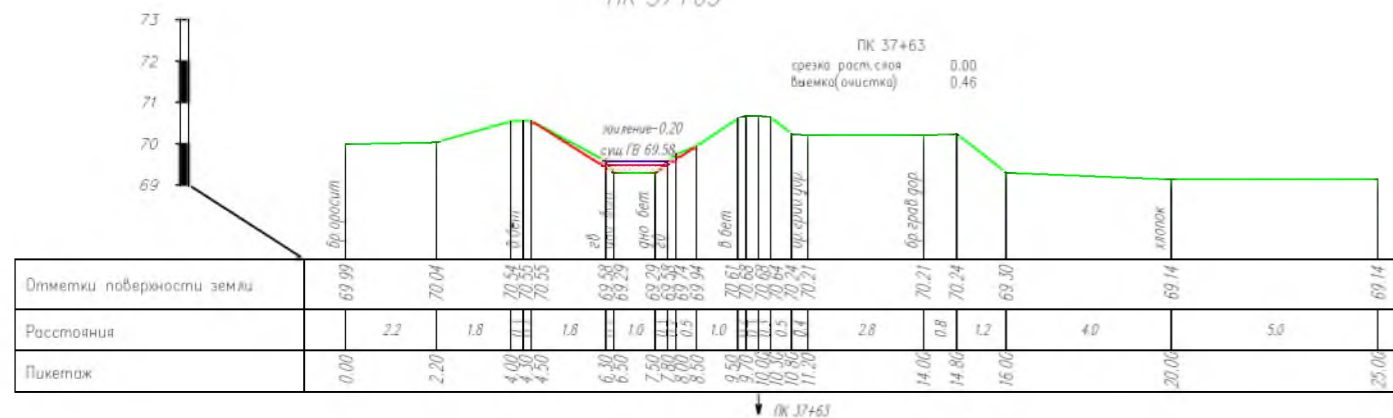 ПК 37+63
73
72
71
70
69
ПК 37+63
срезка раст.слоя 0.00
выемка(очистка) 0.46
заиление-0,20
сущ.ГВ 69.58
бр.оросит
в бет
гв
дно бет
дно бет
гв
в бет
бр.грав дор.
бр.грав дор.
хлопок
Отметки поверхности земли 69.99 70.04 70.54 70.55 70.55 69.58 69.29 69.29 69.58 69.74 69.94 70.61 70.68 70.68 70.68 70.64 70.24 70.21 70.21 70.24 69.30 69.14 69.14
Расстояния 2.2 1.8 1.8 1.0 0.5 1.0 0.5 0.4 2.8 0.8 1.2 4.0 5.0
Пикетаж 0.00 2.20 4.00 4.30 4.50 6.30 6.50 7.50 7.80 8.00 8.50 9.50 9.70 10.00 10.30 10.80 11.20 14.00 14.80 16.00 20.00 25.00
ПК 37+63